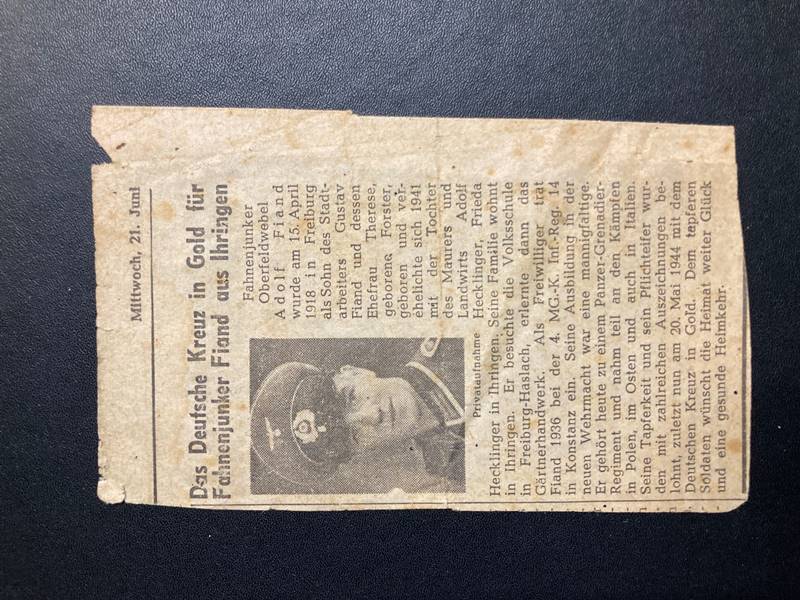 Mittwoch, 21. Juni
Das Deutsche Kreuz in Gold für
Fahnenjunker Fiand aus Ihringen
Fahnenjunker
Oberfeldwebel
Adolf Fiand
wurde am 15. April
1918 in Freiburg
als Sohn des Stadt-
arbeiters Gustav
Fiand und dessen
Ehefrau Therese,
geborene Forster,
geboren und ver-
ehelichte sich 1941
mit der Tochter
des Mauers und
Landwirts Adolf
Privataufnahme Hecklinger, Frieda
Hecklinger in Ihringen. Seine Familie wohnt
in Ihringen. Er besuchte die Volksschule
in Freiburg-Haslach, erlernte dann das
Gärtnerhandwerk. Als Freiwilliger trat
Fiand 1936 bei der 4. MG.-K. Inf.-Reg. 14
in Konstanz ein. Seine Ausbildung in der
neuen Wehrmacht war eine mannigfaltige.
Er gehört heute zu einem Panzer-Grenadier-
Regiment und nahm teil an den Kämpfen
in Polen, im Osten und auch in Italien.
Seine Tapferkeit und sein Pflichteifer wur-
den mit zahlreichen Auszeichnungen be-
lohnt, zuletzt nun am 20. Mai 1944 mit dem
Deutschen Kreuz in Gold. Dem tapferen
Soldaten wünscht die Heimat weiter Glück
und eine gesunde Heimkehr.